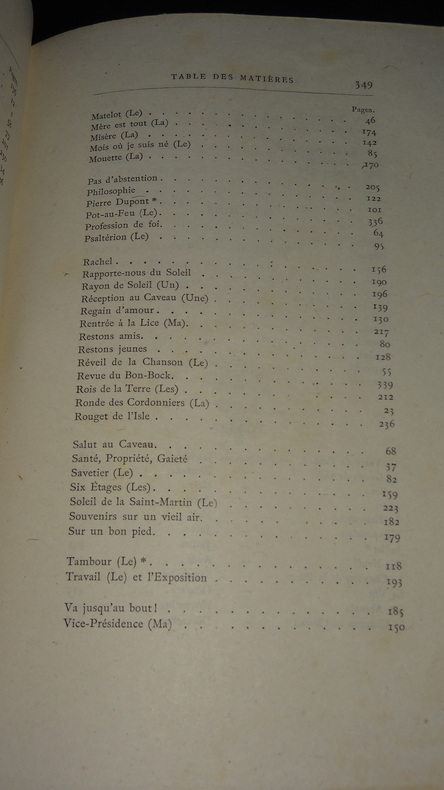 TABLE DES MATIÈRES 349
Pages.
Matelot (Le) . . . . . . . . . . . . 46
Mère est tout (La) . . . . . . . . . . . . 174
Misère (La) . . . . . . . . . . . . 142
Mois où je suis né (Le) . . . . . . . . . . . . 85
Mouette (La) . . . . . . . . . . . . 170
Pas d'abstention . . . . . . . . . . . . 205
Philosophie . . . . . . . . . . . . 122
Pierre Dupont * . . . . . . . . . . . . 101
Pot-au-Feu (Le) . . . . . . . . . . . . 336
Profession de foi . . . . . . . . . . . . 64
Psaltérion (Le) . . . . . . . . . . . . 95
Rachel . . . . . . . . . . . . 156
Rapporte-nous du Soleil . . . . . . . . . . . . 190
Rayon de Soleil (Un) . . . . . . . . . . . . 196
Réception au Caveau (Une) . . . . . . . . . . . . 139
Regain d'amour . . . . . . . . . . . . 130
Rentrée à la Lice (Ma) . . . . . . . . . . . . 217
Restons amis . . . . . . . . . . . . 80
Restons jeunes . . . . . . . . . . . . 128
Réveil de la Chanson (Le) . . . . . . . . . . . . 55
Revue du Bon-Bock . . . . . . . . . . . . 339
Rois de la Terre (Les) . . . . . . . . . . . . 212
Ronde des Cordonniers (La) . . . . . . . . . . . . 23
Rouget de l'Isle . . . . . . . . . . . . 236
Salut au Caveau . . . . . . . . . . . . 68
Santé, Propriété, Gaieté . . . . . . . . . . . . 37
Savetier (Le) . . . . . . . . . . . . 82
Six Étages (Les) . . . . . . . . . . . . 159
Soleil de la Saint-Martin (Le) . . . . . . . . . . . . 223
Souvenirs sur un vieil air . . . . . . . . . . . . 182
Sur un bon pied . . . . . . . . . . . . 179
Tambour (Le) * . . . . . . . . . . . . 118
Travail (Le) et l'Exposition . . . . . . . . . . . . 193
Va jusqu'au bout ! . . . . . . . . . . . . 185
Vice-Présidence (Ma) . . . . . . . . . . . . 150